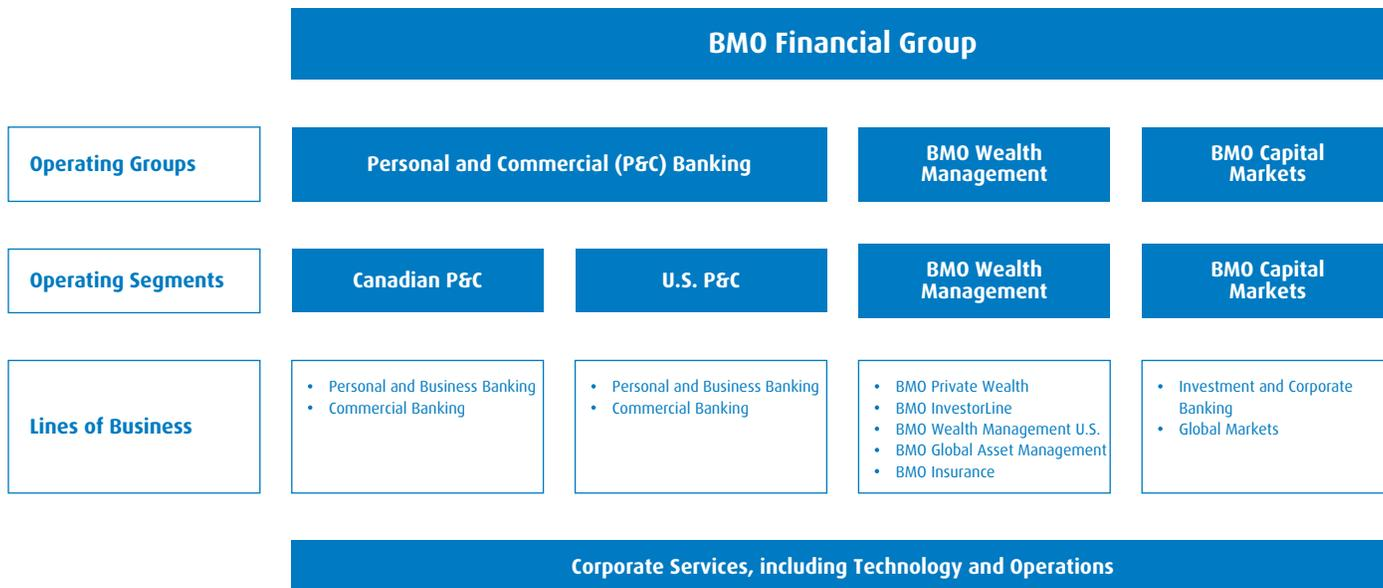 BMO Financial Group
Operating Groups
Personal and Commercial (P&C) Banking
BMO Wealth
Management
BMO Capital
Markets
Operating Segments
Canadian P&C
U.S. P&C
BMO Wealth
Management
BMO Capital
Markets
Lines of Business
• Personal and Business Banking
• Commercial Banking
• Personal and Business Banking
• Commercial Banking
• BMO Private Wealth
• BMO InvestorLine
• BMO Wealth Management U.S.
• BMO Global Asset Management
• BMO Insurance
• Investment and Corporate
Banking
• Global Markets
Corporate Services, including Technology and Operations